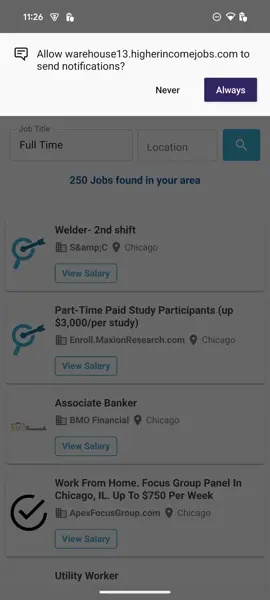 11:26
Allow warehouse13.higherincomejobs.com to
send notifications?
Never
Always
Job Title
Full Time
Location
250 Jobs found in your area
Welder- 2nd shift
S&amp;C
Chicago
View Salary
Part-Time Paid Study Participants (up
$3,000/per study)
Enroll.MaxionResearch.com
Chicago
View Salary
Associate Banker
BMO Financial
Chicago
View Salary
Work From Home. Focus Group Panel In
Chicago, IL. Up To $750 Per Week
ApexFocusGroup.com
Chicago
View Salary
Utility Worker